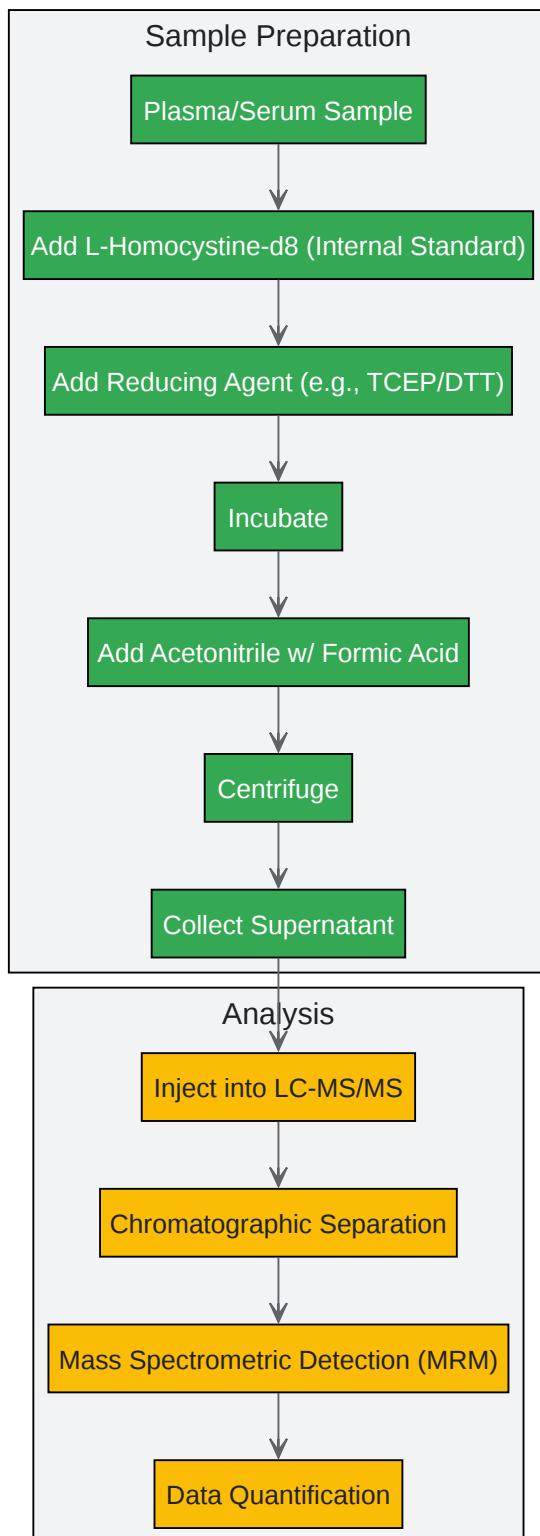 Sample Preparation
Plasma/Serum Sample
Add L-Homocystine-d8 (Internal Standard)
Add Reducing Agent (e.g., TCEP/DTT)
Incubate
Add Acetonitrile w/ Formic Acid
Centrifuge
Collect Supernatant
Analysis
Inject into LC-MS/MS
Chromatographic Separation
Mass Spectrometric Detection (MRM)
Data Quantification